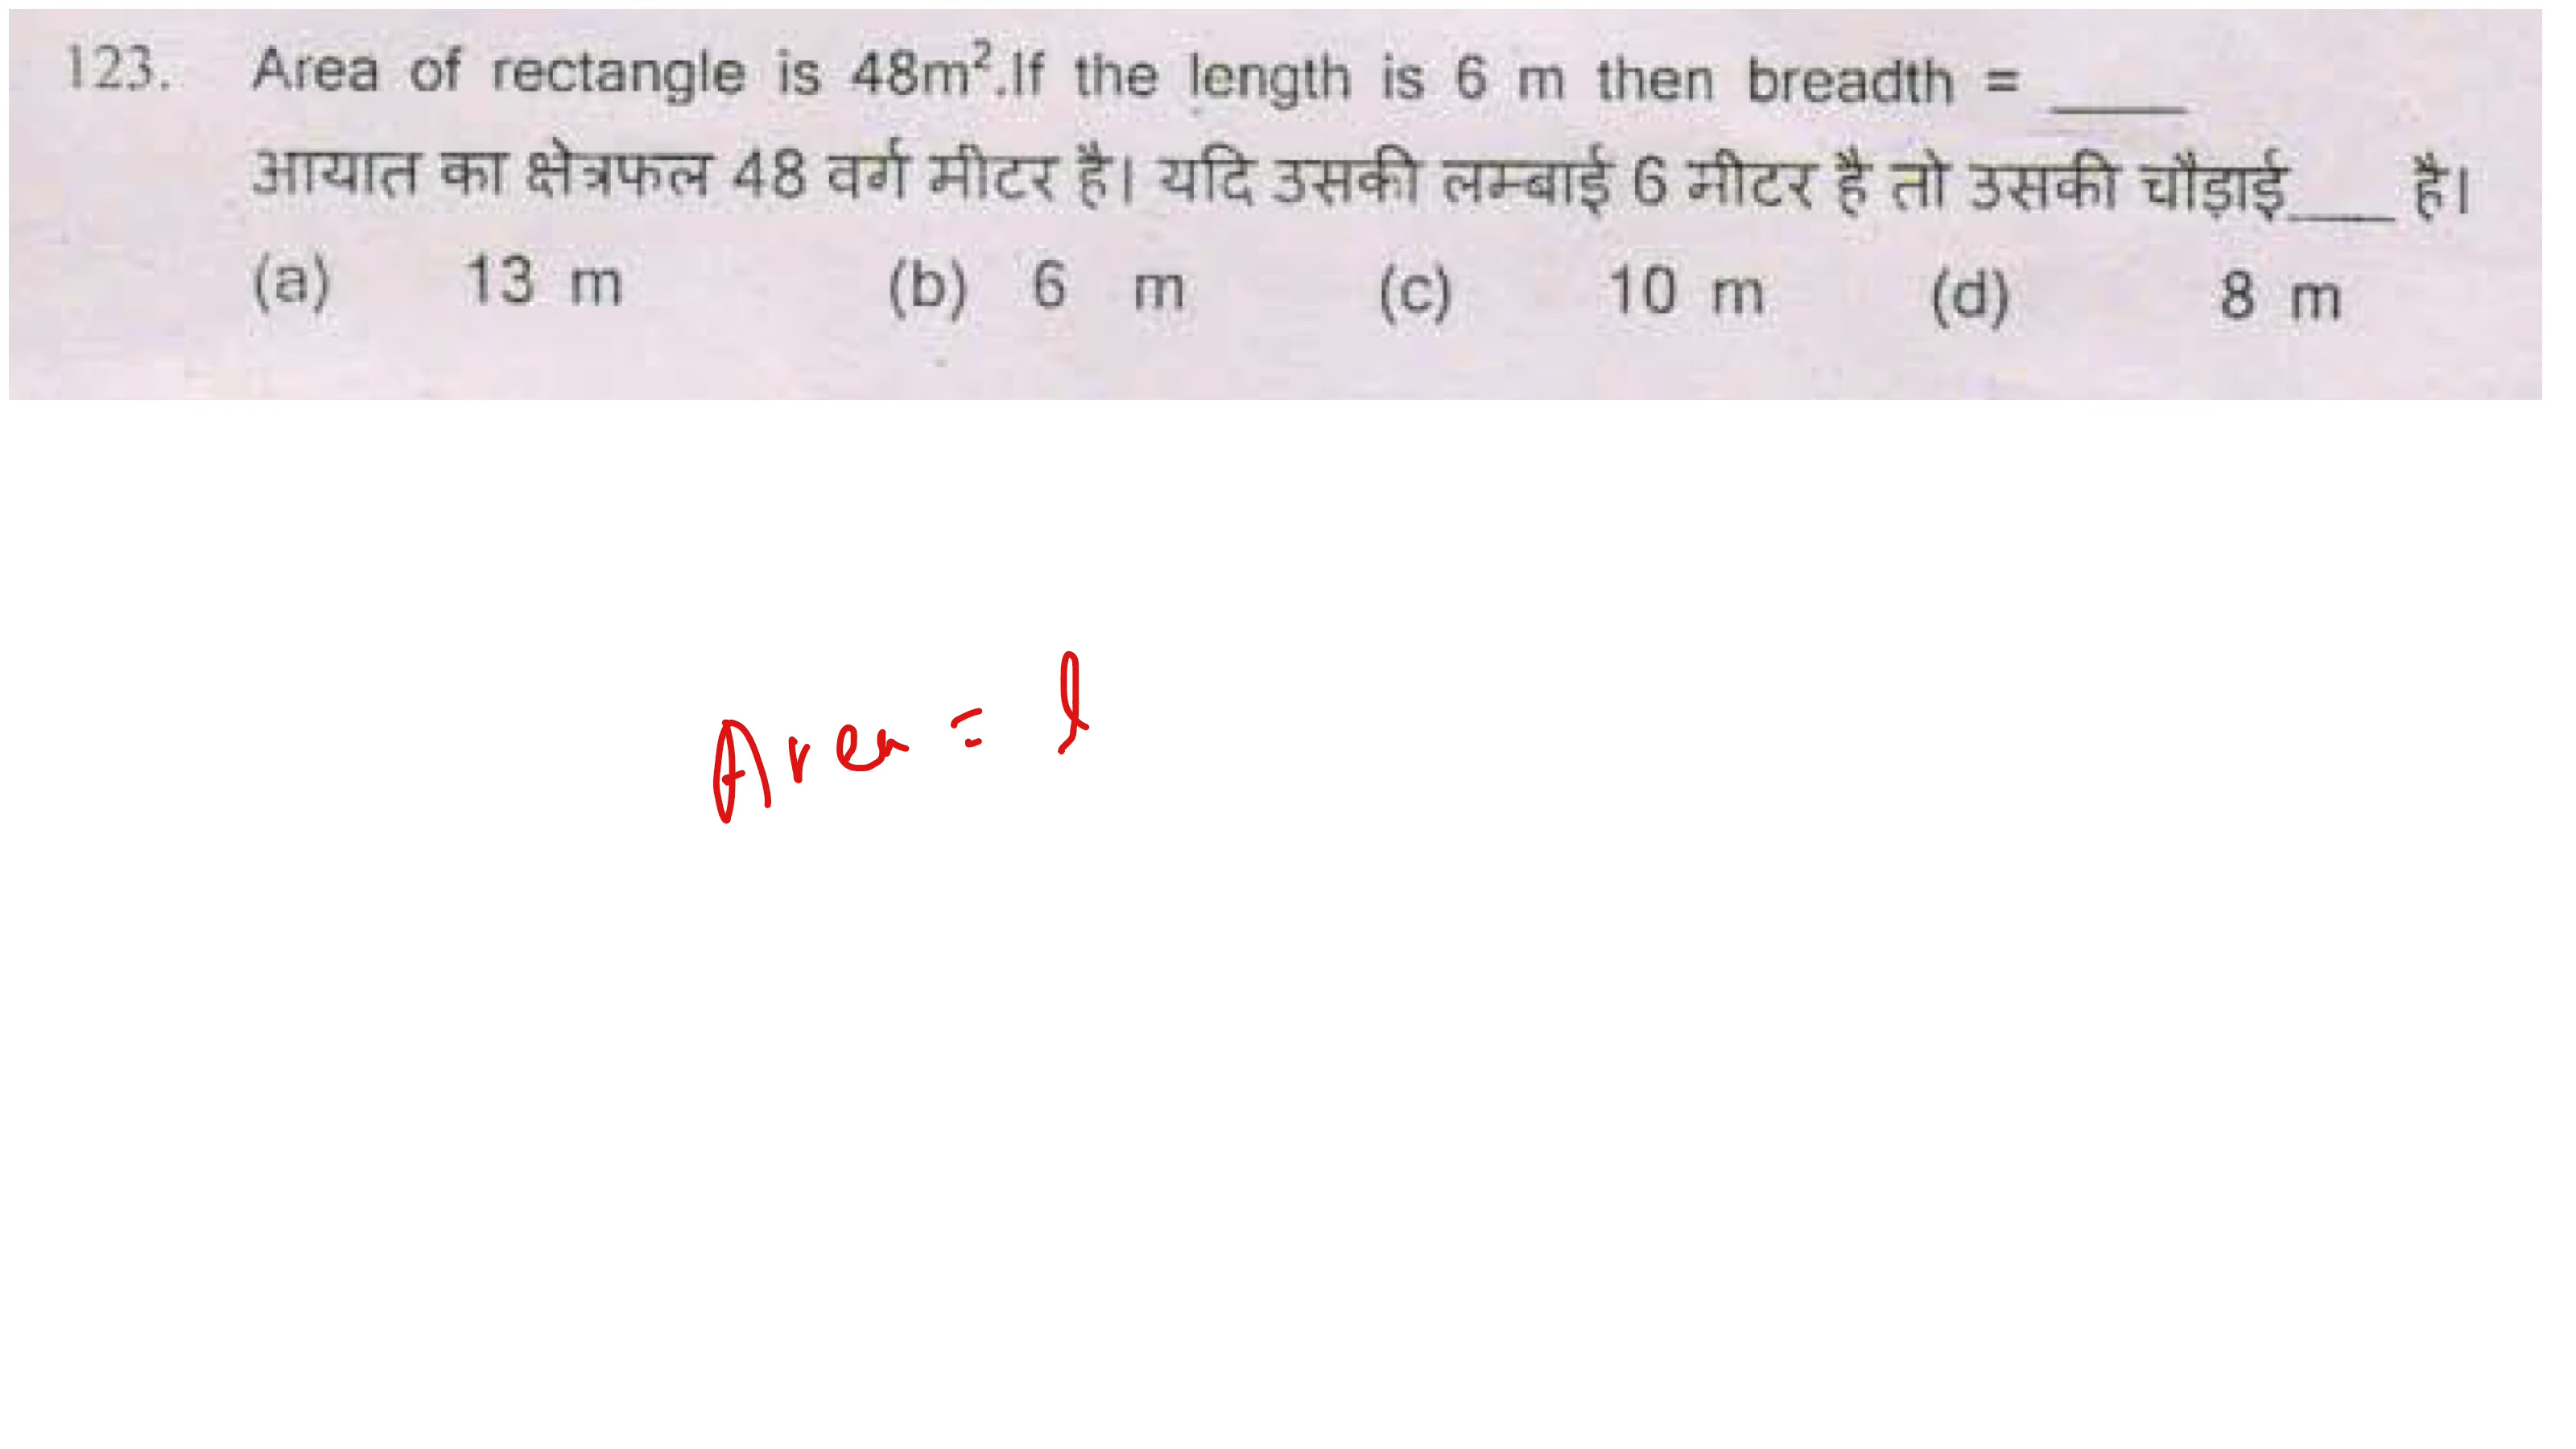 123. Area of rectangle is 48m².If the length is 6 m then breadth = ____
आयात का क्षेत्रफल 48 वर्ग मीटर है। यदि उसकी लम्बाई 6 मीटर है तो उसकी चौड़ाई____ है।
(a) 13 m (b) 6 m (c) 10 m (d) 8 m
Area = l